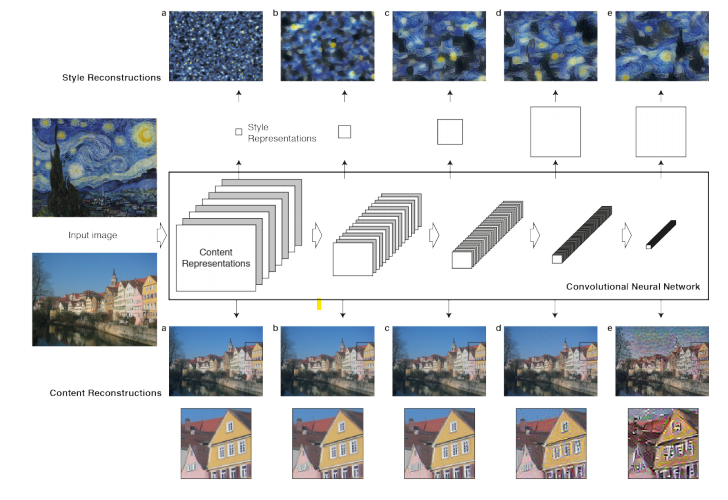 a
b
c
d
e
Style Reconstructions
Style
Representations
Input image
Content
Representations
Convolutional Neural Network
a
b
c
d
e
Content Reconstructions